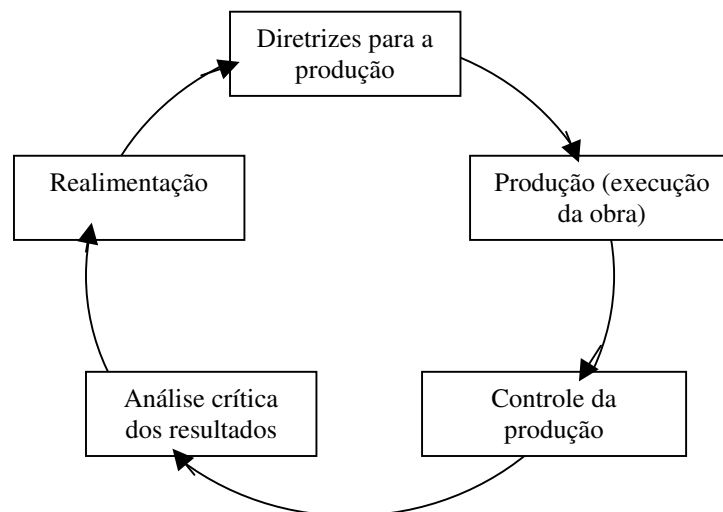 Diretrizes para a
produção
Realimentação
Produção (execução
da obra)
Análise crítica
dos resultados
Controle da
produção